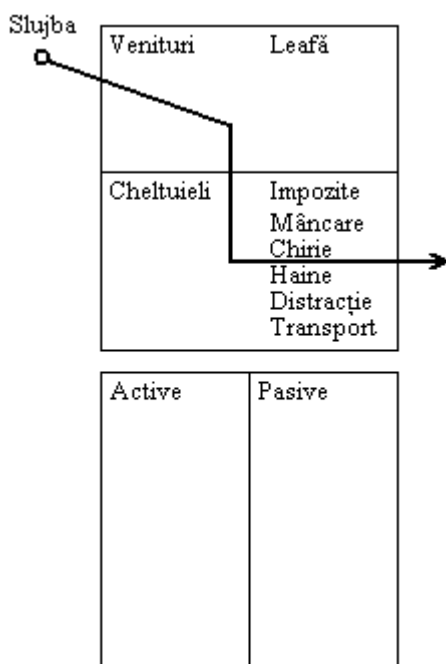 Slujba
Venituri Leafă
Cheltuieli Impozite
Mâncare
Chirie
Haine
Distracție
Transport
Active Pasive